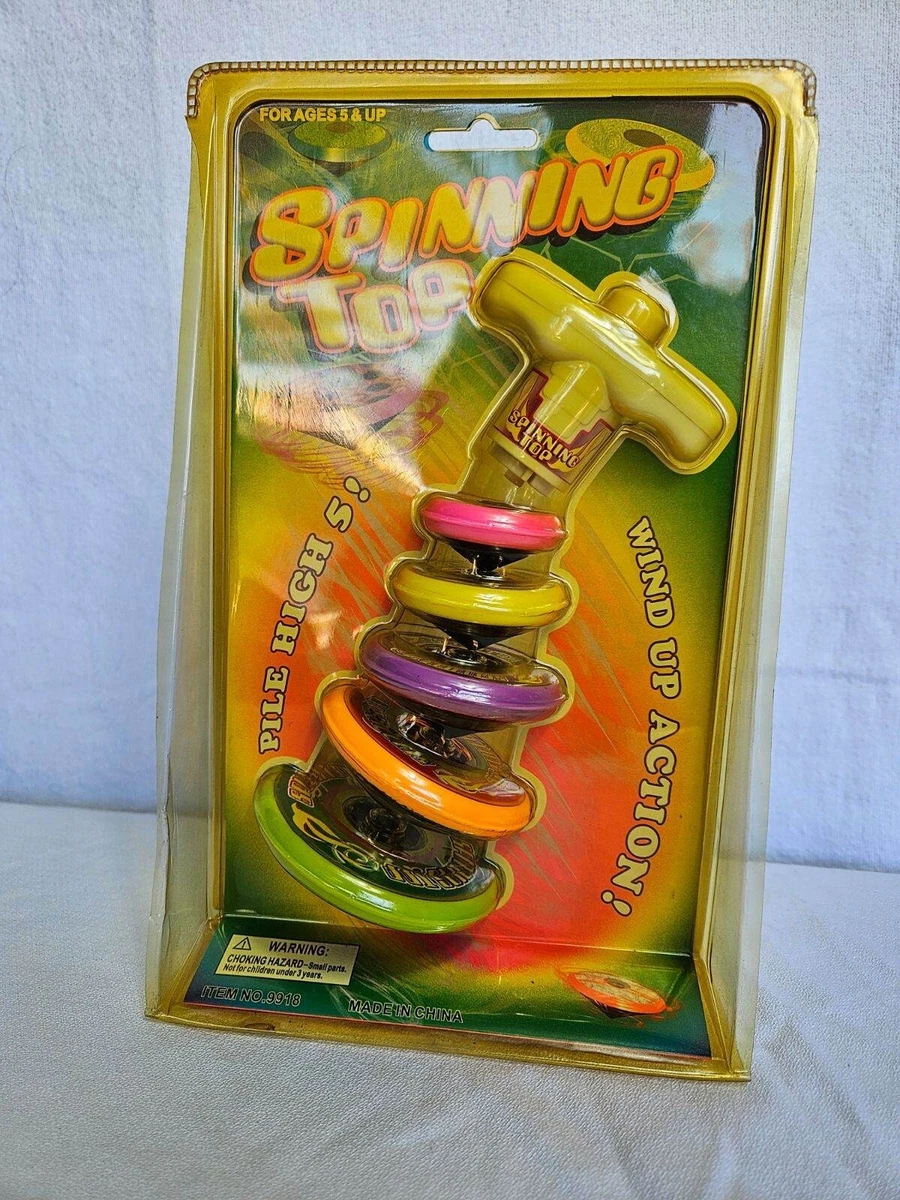 FOR AGES 5 & UP
SPINNING
TOP
SPINNING
TOP
PILE HIGH 5!
WIND UP ACTION!
WARNING:
CHOKING HAZARD-Small parts.
Not for children under 3 years.
ITEM NO.9918
MADE IN CHINA